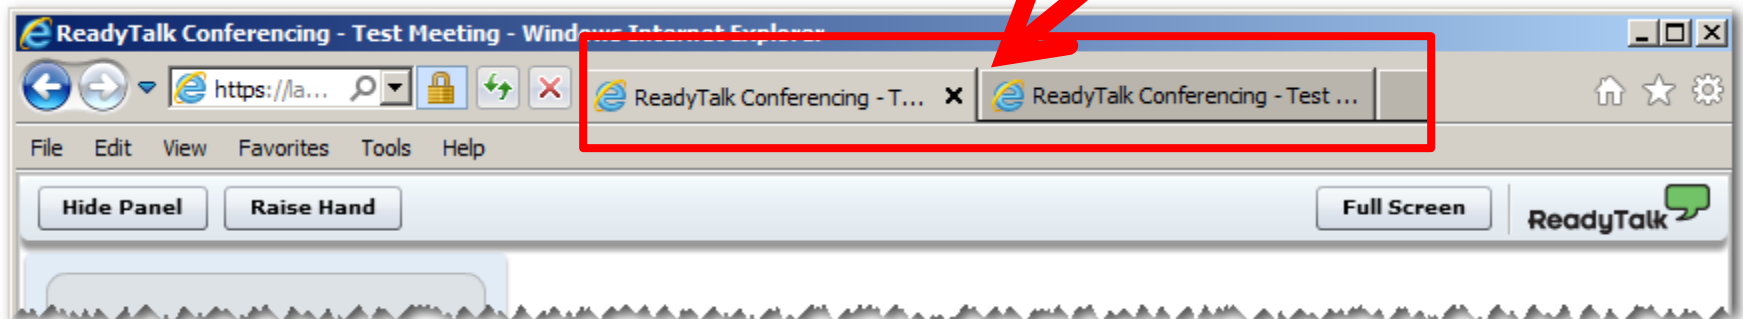 ReadyTalk Conferencing - Test Meeting - Windows Internet Explorer
https://la...
ReadyTalk Conferencing - T...
ReadyTalk Conferencing - Test ...
File Edit View Favorites Tools Help
Hide Panel
Raise Hand
Full Screen
ReadyTalk